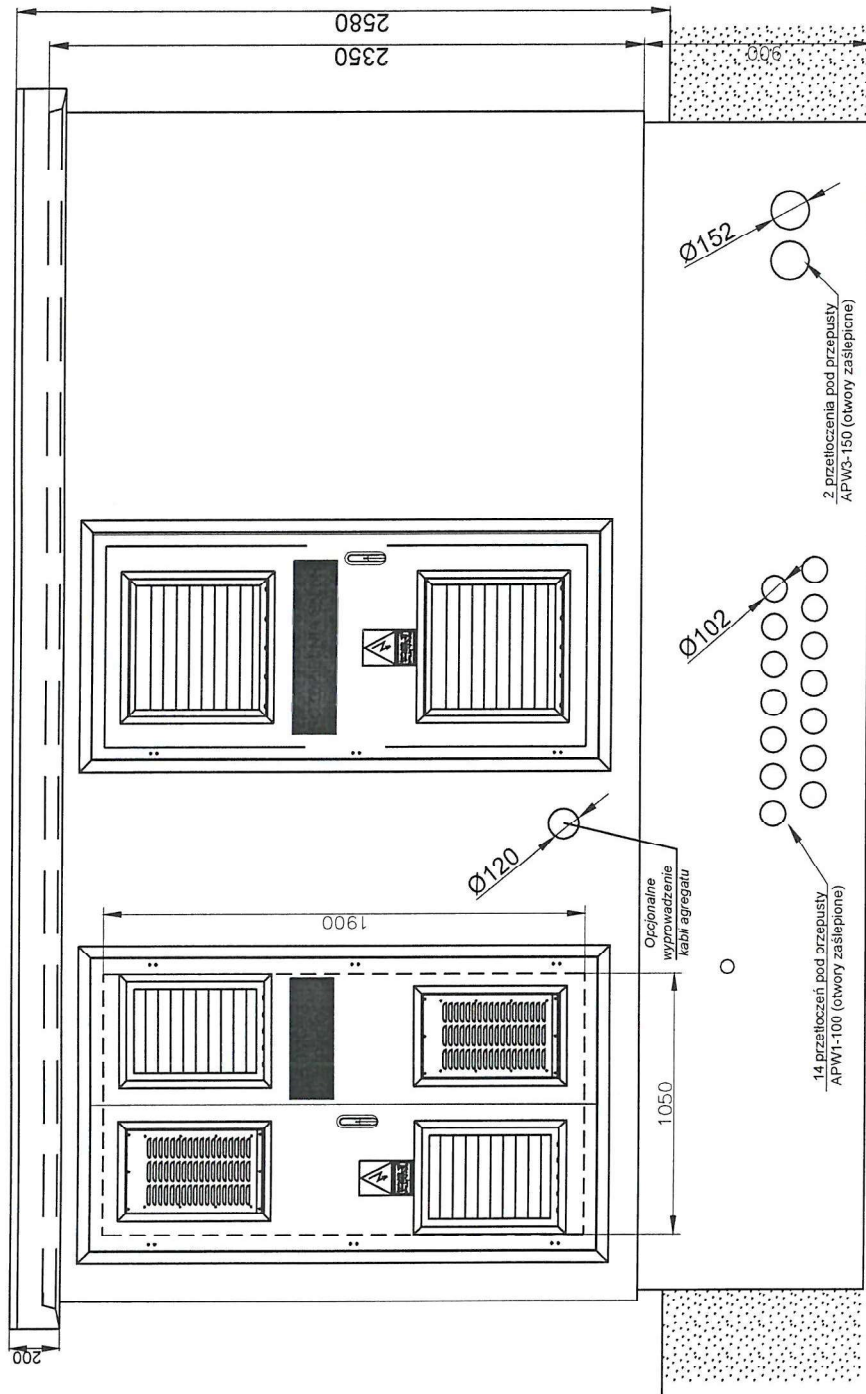 200
2580
2350
900
1900
1050
Ø120
Opcjonalne
wyprowadzenie
kabli agregatu
Ø102
14 przetłoczeń pod przepusty
APW1-100 (otwory zaślepione)
Ø152
2 przetłoczenia pod przepusty
APW3-150 (otwory zaślepione)